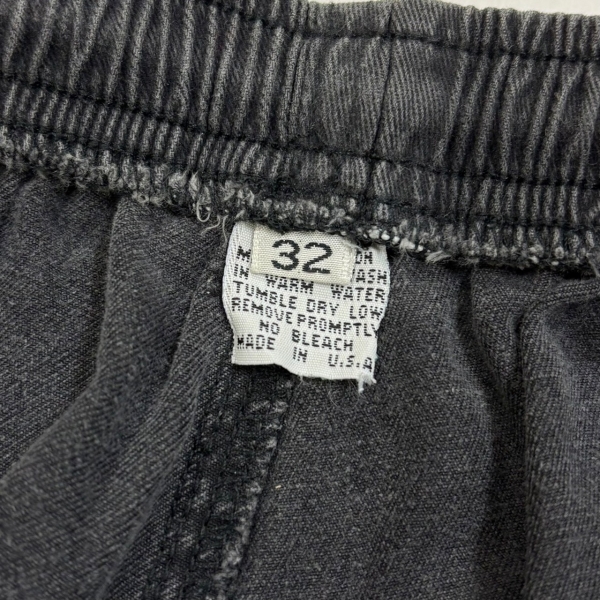 32
IN WARM WATER
TUMBLE DRY LOW
REMOVE PROMPTLY
NO BLEACH
MADE IN U.S.A